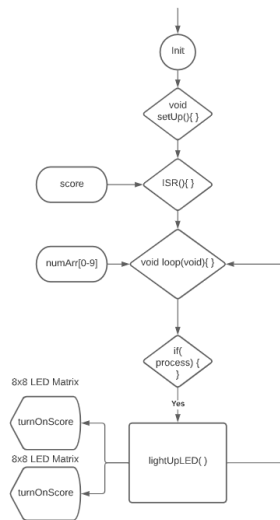 Init
void
setUp(){ }
score
ISR(){ }
numArr[0-9]
void loop(void){ }
if(
process) {
}
Yes
8x8 LED Matrix
turnOnScore
lightUpLED( )
8x8 LED Matrix
turnOnScore